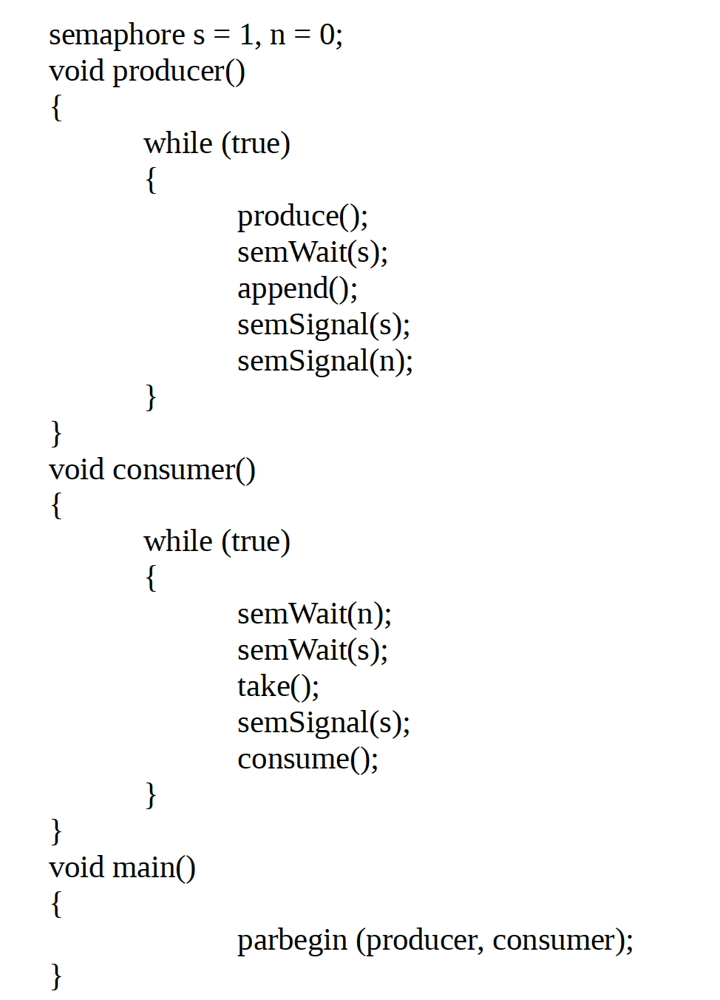 semaphore s = 1, n = 0;
void producer()
{
while (true)
{
produce();
semWait(s);
append();
semSignal(s);
semSignal(n);
}
}
void consumer()
{
while (true)
{
semWait(n);
semWait(s);
take();
semSignal(s);
consume();
}
}
void main()
{
parbegin (producer, consumer);
}